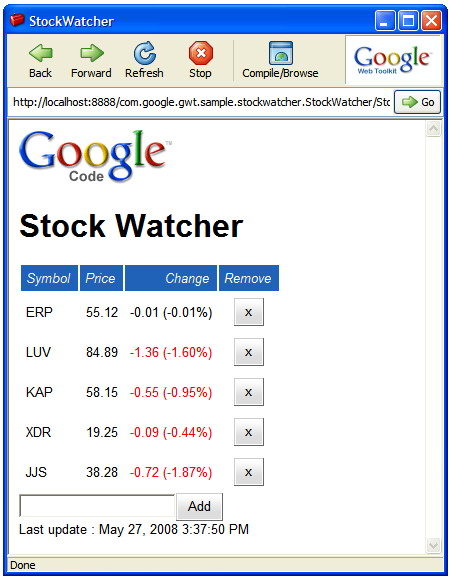 StockWatcher
Back Forward Refresh Stop Compile/Browse
Google™
Web Toolkit
http://localhost:8888/com.google.gwt.sample.stockwatcher.StockWatcher/Sto Go
Google™
Code
Stock Watcher
Symbol Price Change Remove
ERP 55.12 -0.01 (-0.01%) x
LUV 84.89 -1.36 (-1.60%) x
KAP 58.15 -0.55 (-0.95%) x
XDR 19.25 -0.09 (-0.44%) x
JJS 38.28 -0.72 (-1.87%) x
Add
Last update : May 27, 2008 3:37:50 PM
Done